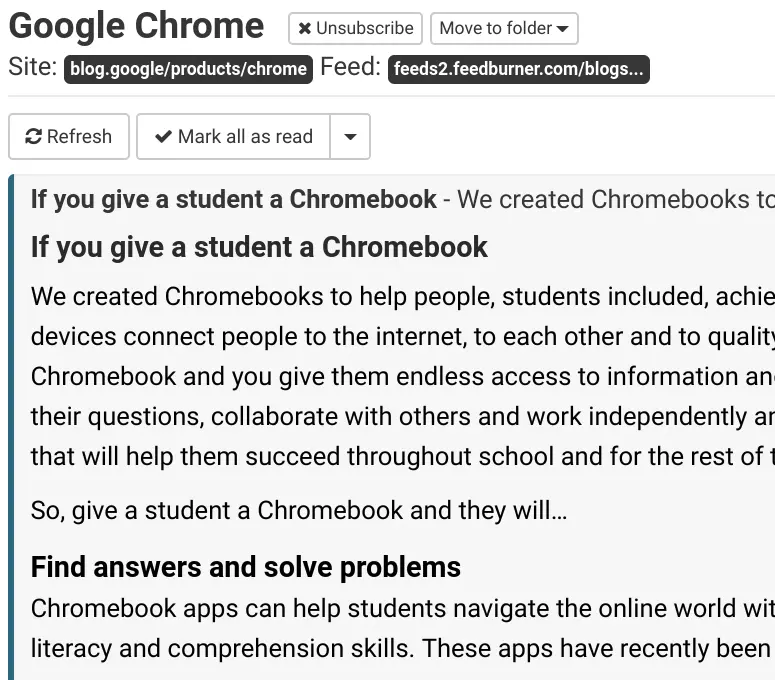 Google Chrome Unsubscribe Move to folder
Site: blog.google/products/chrome Feed: feeds2.feedburner.com/blogs...
Refresh Mark all as read
If you give a student a Chromebook - We created Chromebooks to
If you give a student a Chromebook
We created Chromebooks to help people, students included, achie
devices connect people to the internet, to each other and to quality
Chromebook and you give them endless access to information an
their questions, collaborate with others and work independently an
that will help them succeed throughout school and for the rest of t
So, give a student a Chromebook and they will…
Find answers and solve problems
Chromebook apps can help students navigate the online world wit
literacy and comprehension skills. These apps have recently been